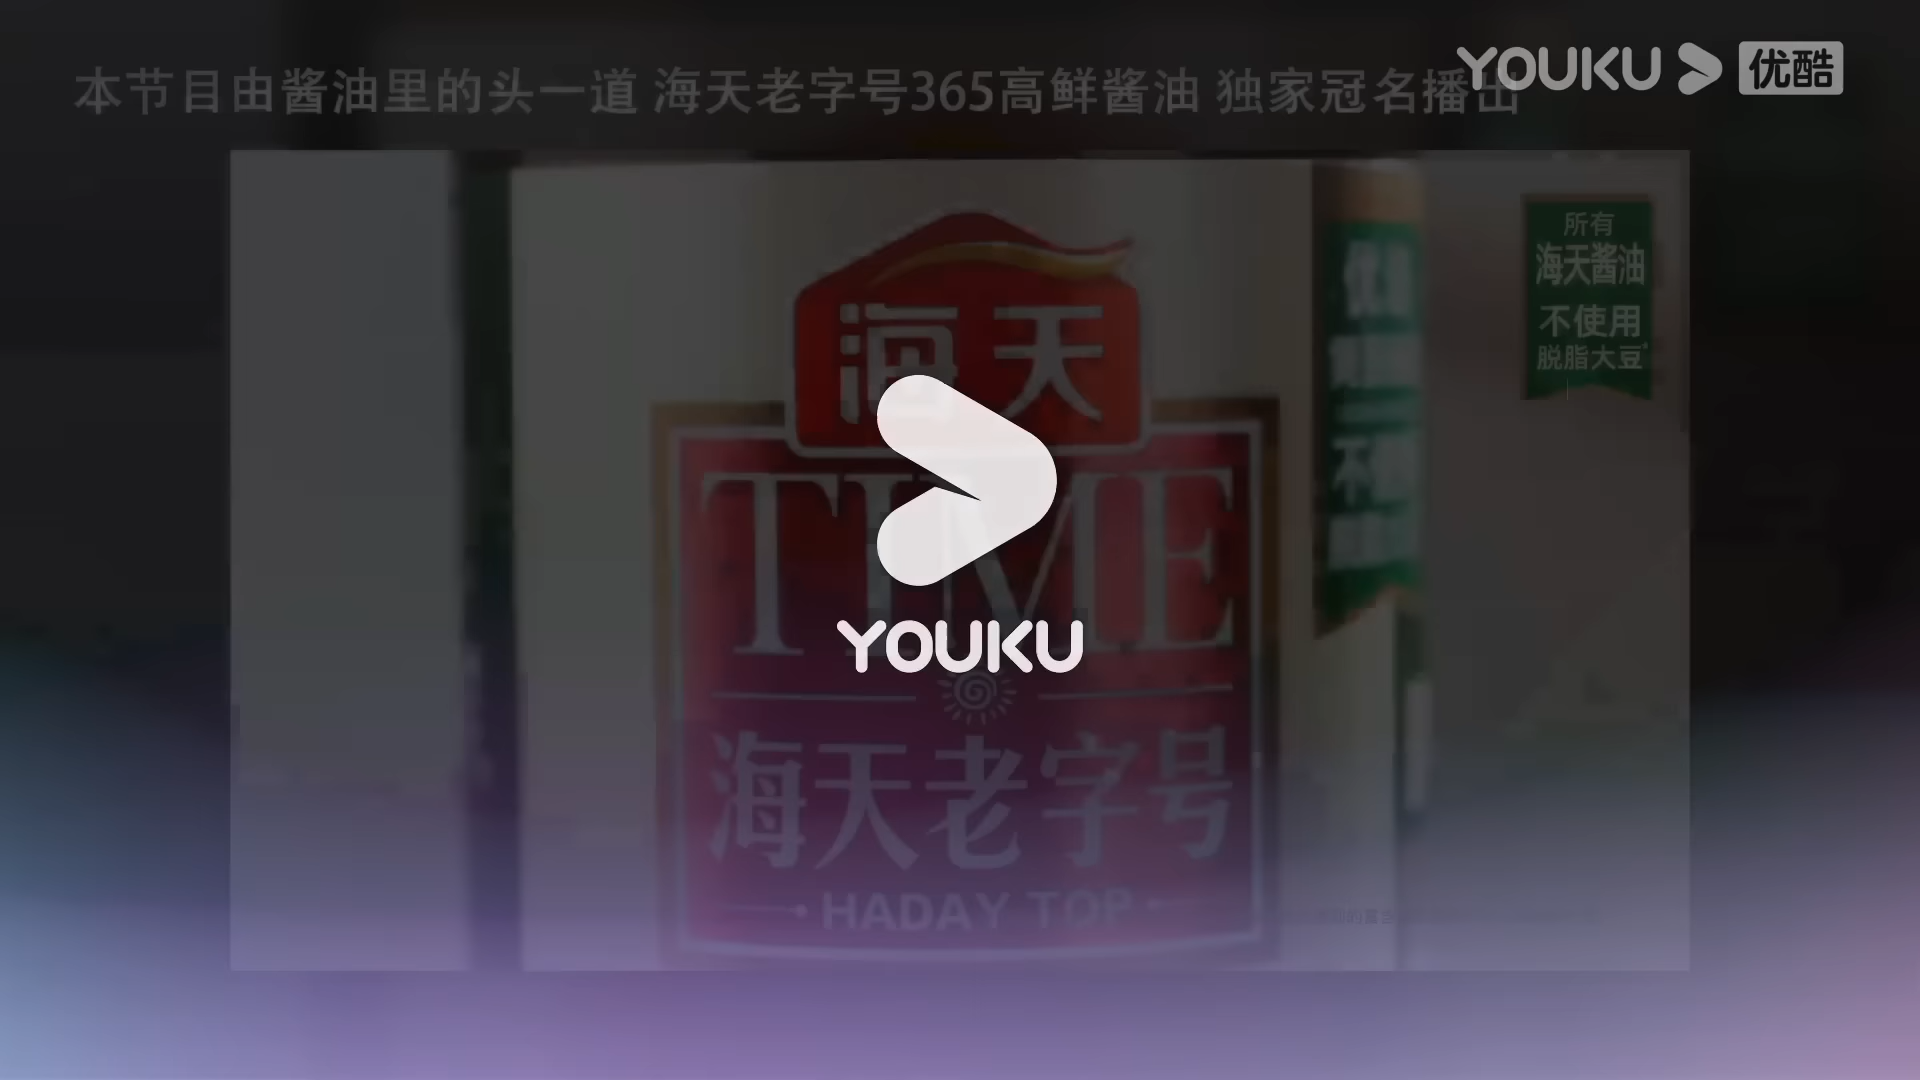 本节目由酱油里的头一道 海天老字号365高鲜酱油 独家冠名播出
YOUKU 优酷
所有
海天酱油
不使用
脱脂大豆*
海天
TIME
YOUKU
海天老字号
HADAY TOP